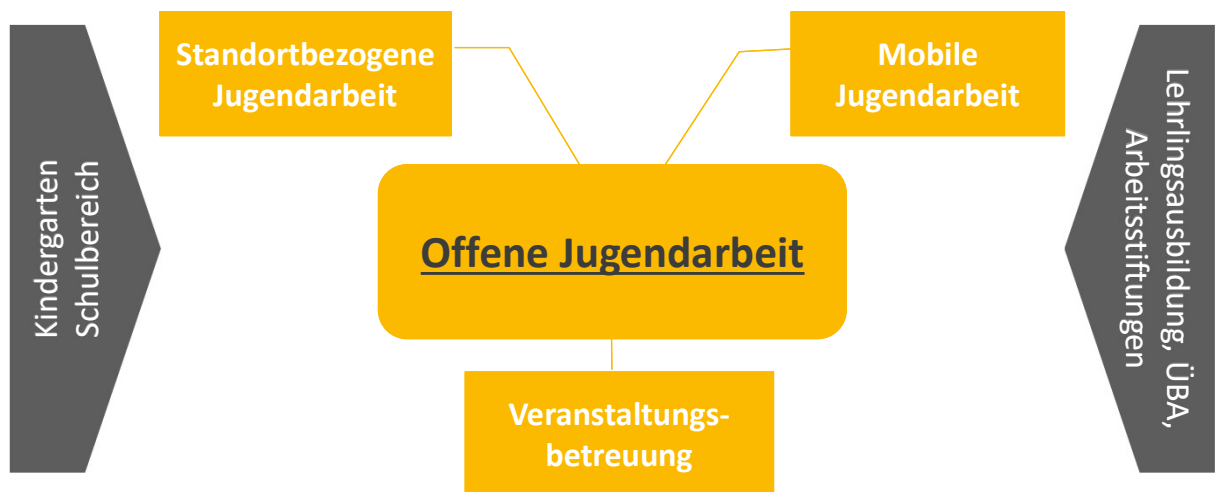 Kindergarten
Schulbereich
Standortbezogene
Jugendarbeit
Mobile
Jugendarbeit
Offene Jugendarbeit
Veranstaltungs-
betreuung
Lehrlingsausbildung, ÜBA,
Arbeitsstiftungen